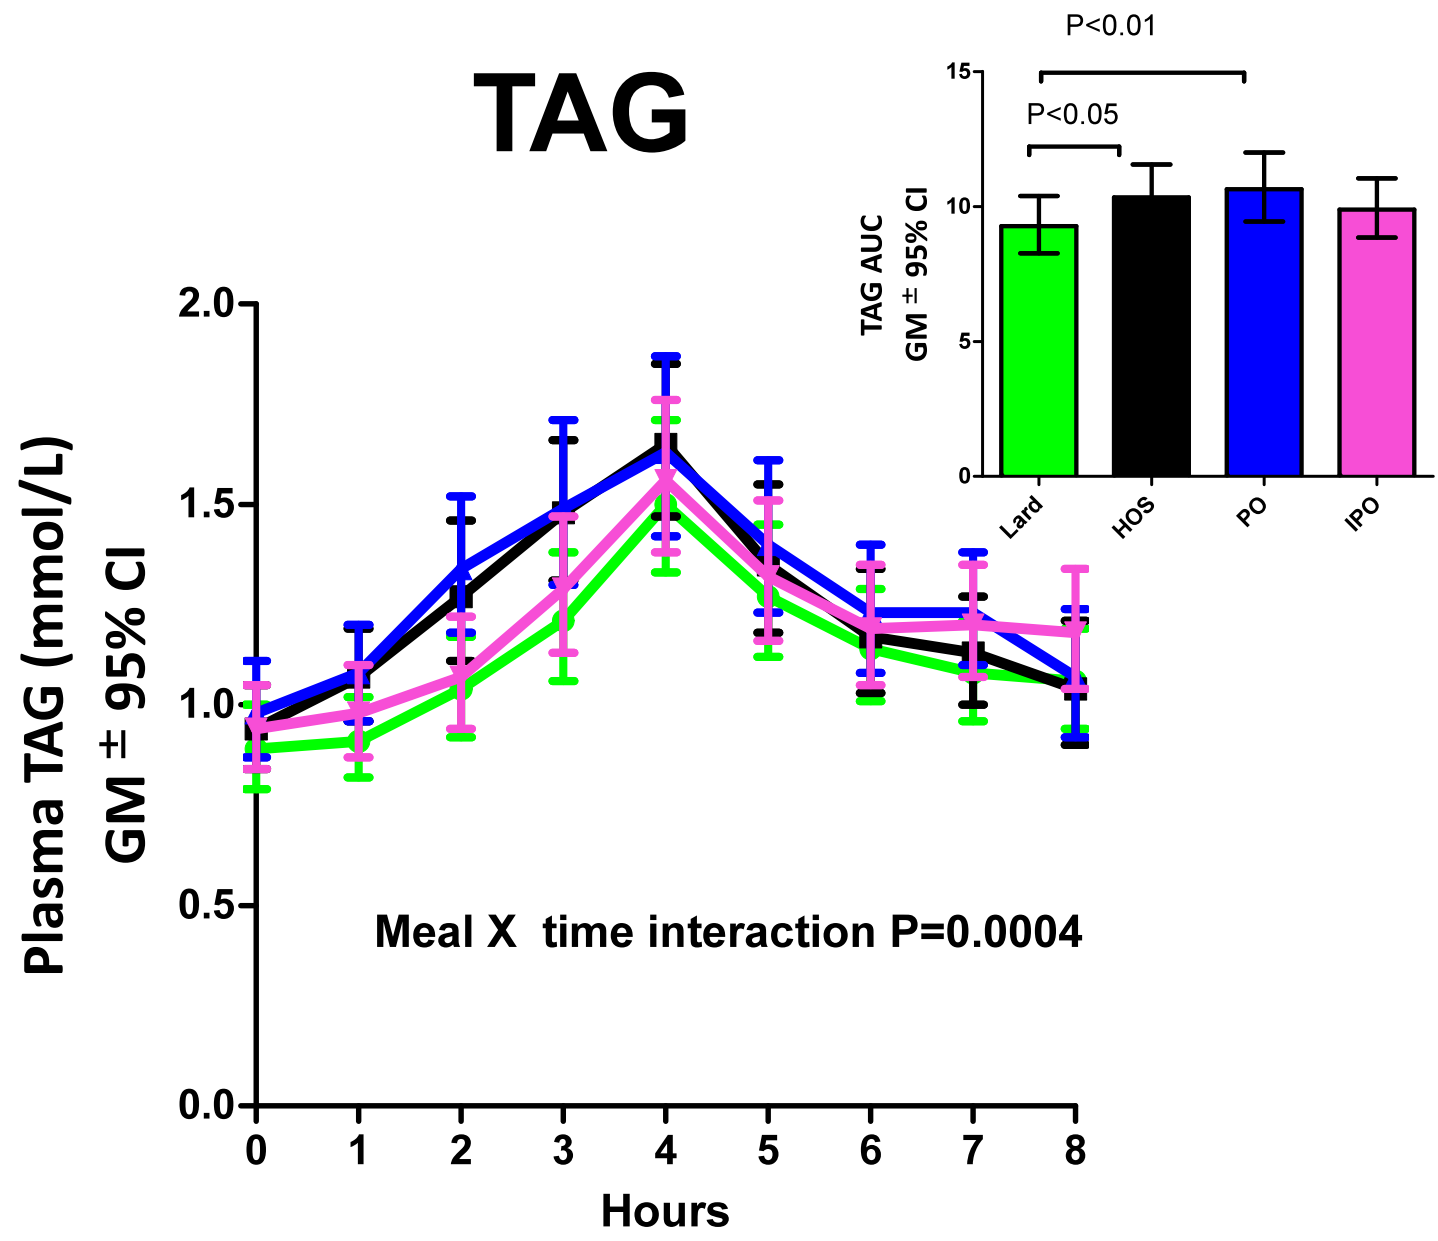 TAG
P<0.01
P<0.05
15
10
5
0
TAG AUC
GM ± 95% CI
Lard
HOS
PO
IPO
2.0
1.5
1.0
0.5
0.0
Plasma TAG (mmol/L)
GM ± 95% CI
Meal X  time interaction P=0.0004
0 1 2 3 4 5 6 7 8
Hours